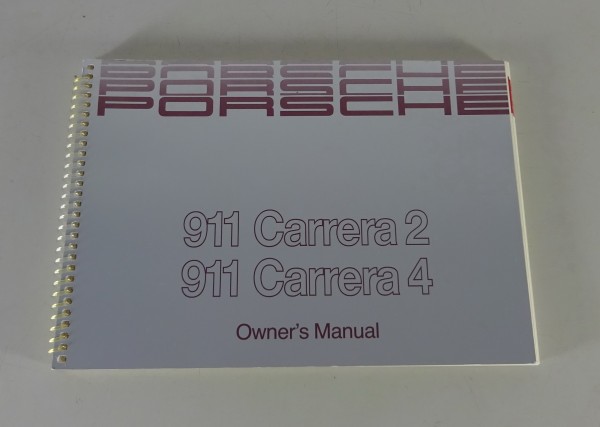 PORSCHE
PORSCHE
PORSCHE
911 Carrera 2
911 Carrera 4
Owner's Manual